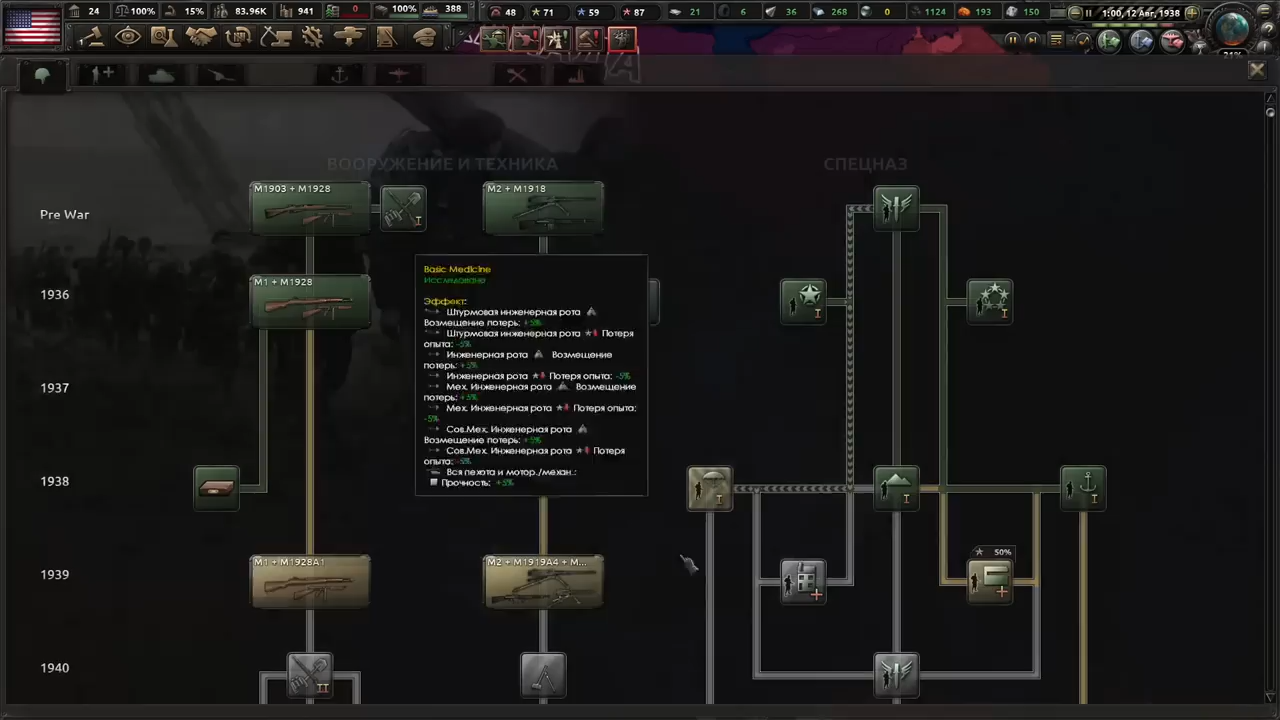 24 100% 15% 83.96K 941 0 100% 388 48 71 59 87 21 6 36 268 0 1124 193 150 1:00, 12 Авг, 1938
21%
ВООРУЖЕНИЕ И ТЕХНИКА СПЕЦНАЗ
Pre War
M1903 + M1928
I
M2 + M1918
1936
M1 + M1928
I
I
1937
1938
I
I
I
1939
M1 + M1928A1
M2 + M1919A4 + M...
50%
1940
II
Basic Medicine
Исследовано
Эффект:
Штурмовая инженерная рота
Возмещение потерь: +5%
Штурмовая инженерная рота Потеря
опыта: -5%
Инженерная рота Возмещение
потерь: +5%
Инженерная рота Потеря опыта: -5%
Мех. Инженерная рота Возмещение
потерь: +5%
Мех. Инженерная рота Потеря опыта:
-5%
Сов.Мех. Инженерная рота
Возмещение потерь: +5%
Сов.Мех. Инженерная рота Потеря
опыта: -5%
Вся пехота и мотор./механ.:
Прочность: +5%